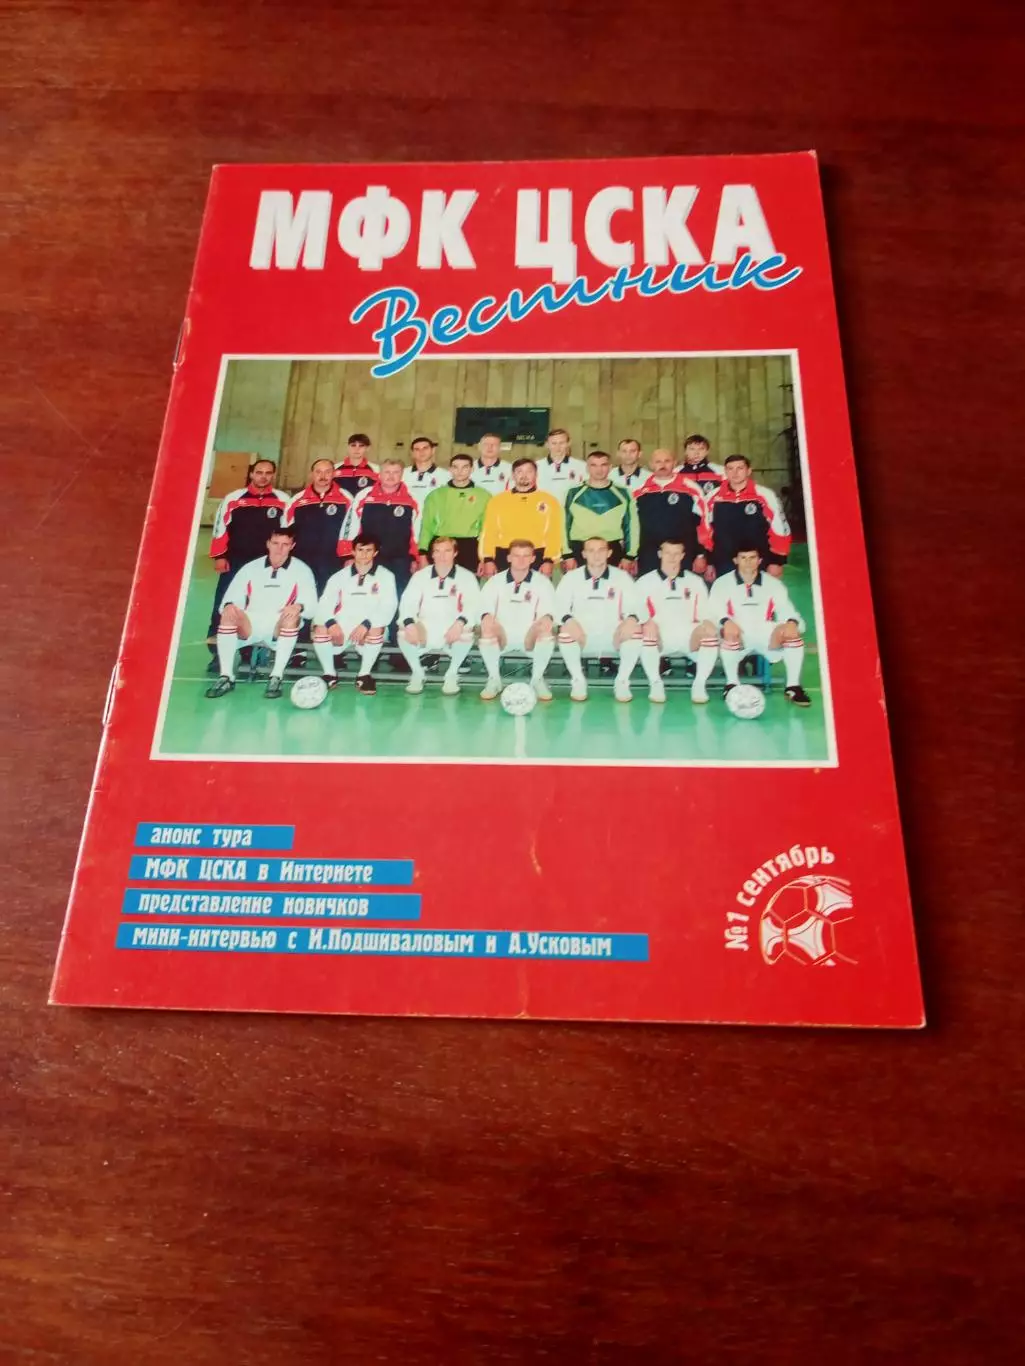 МФК ЦСКА
Вестник
анонс тура
МФК ЦСКА в Интернете
представление новичков
мини-интервью с И.Подшиваловым и А.Усковым
№1 сентябрь